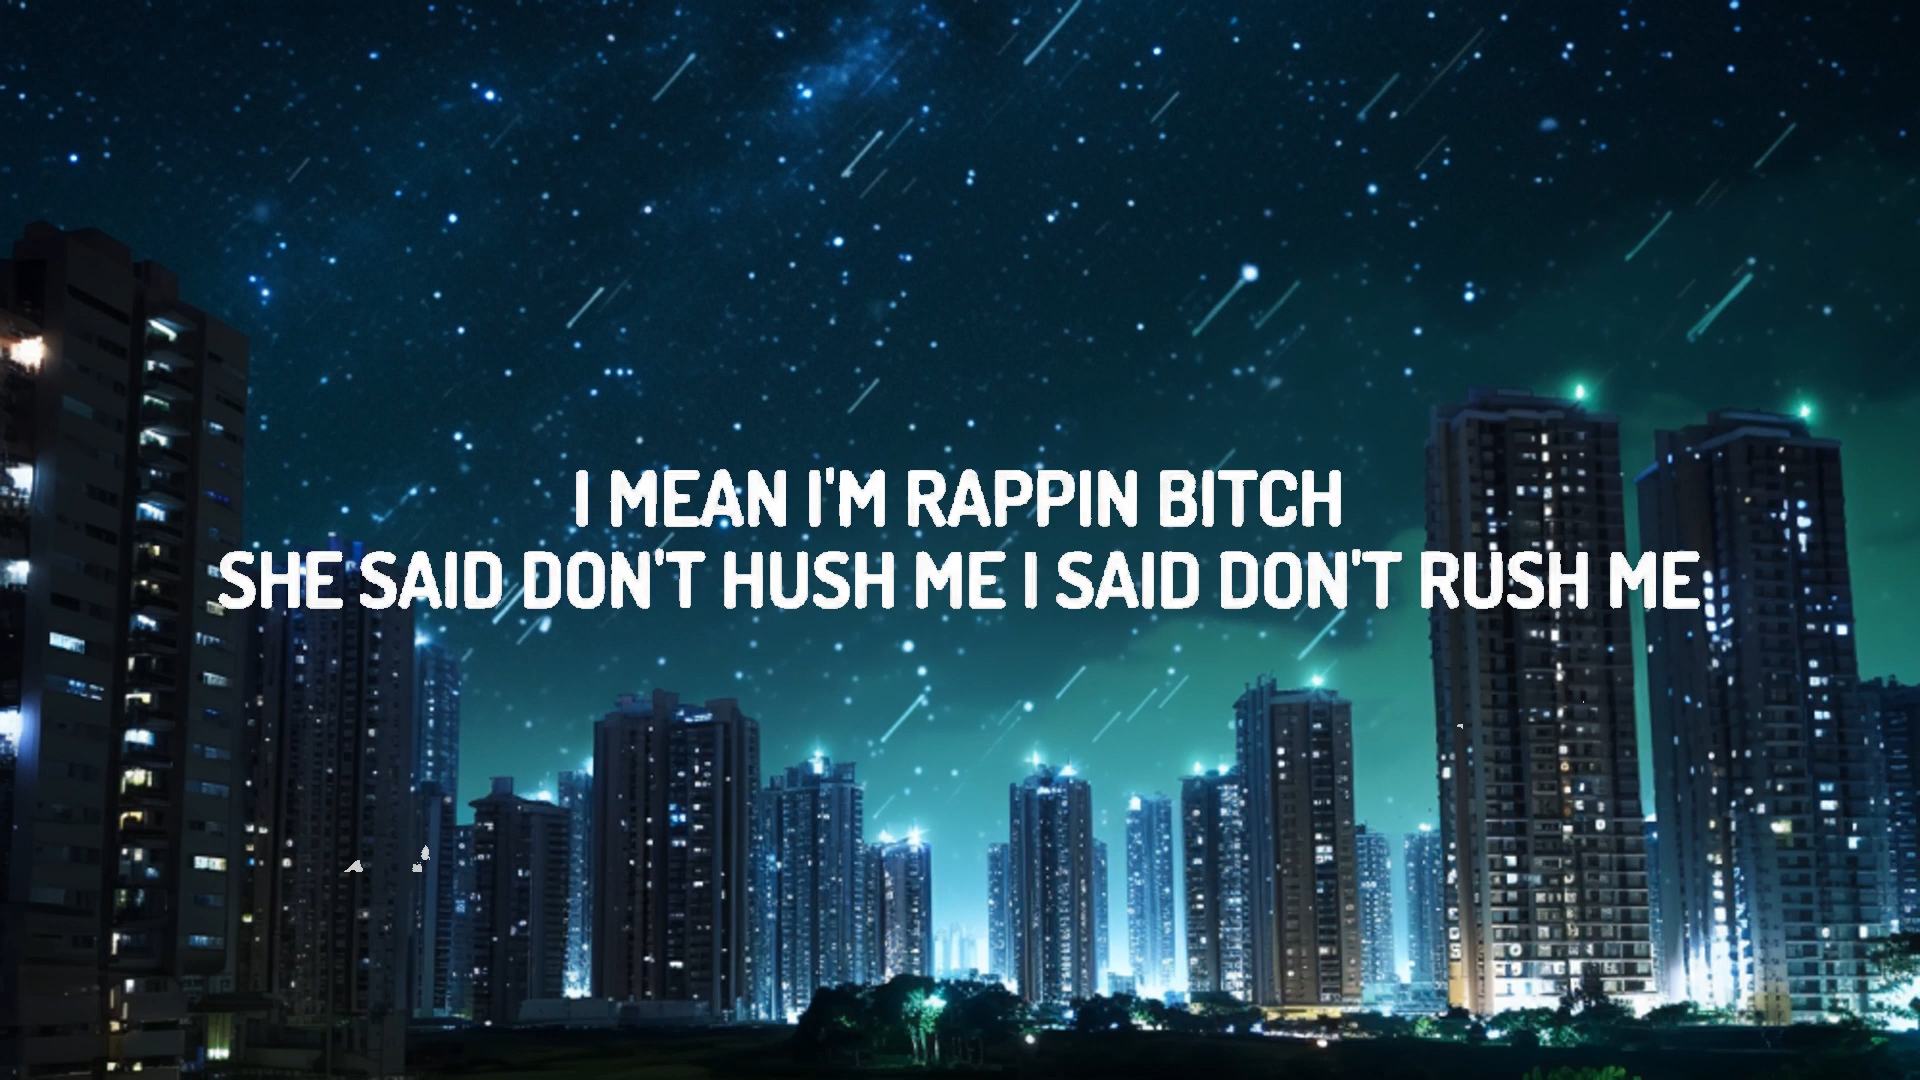 I MEAN I'M RAPPIN BITCH
SHE SAID DON'T HUSH ME I SAID DON'T RUSH ME